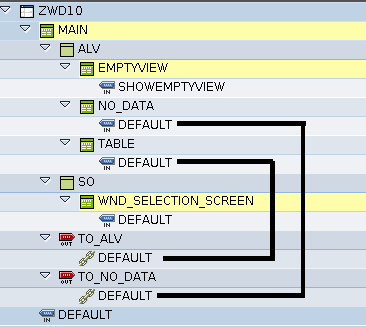 ZWD10
MAIN
ALV
EMPTYVIEW
IN SHOWEMPTYVIEW
NO_DATA
IN DEFAULT
TABLE
IN DEFAULT
SO
WND_SELECTION_SCREEN
IN DEFAULT
OUT TO_ALV
DEFAULT
OUT TO_NO_DATA
DEFAULT
IN DEFAULT